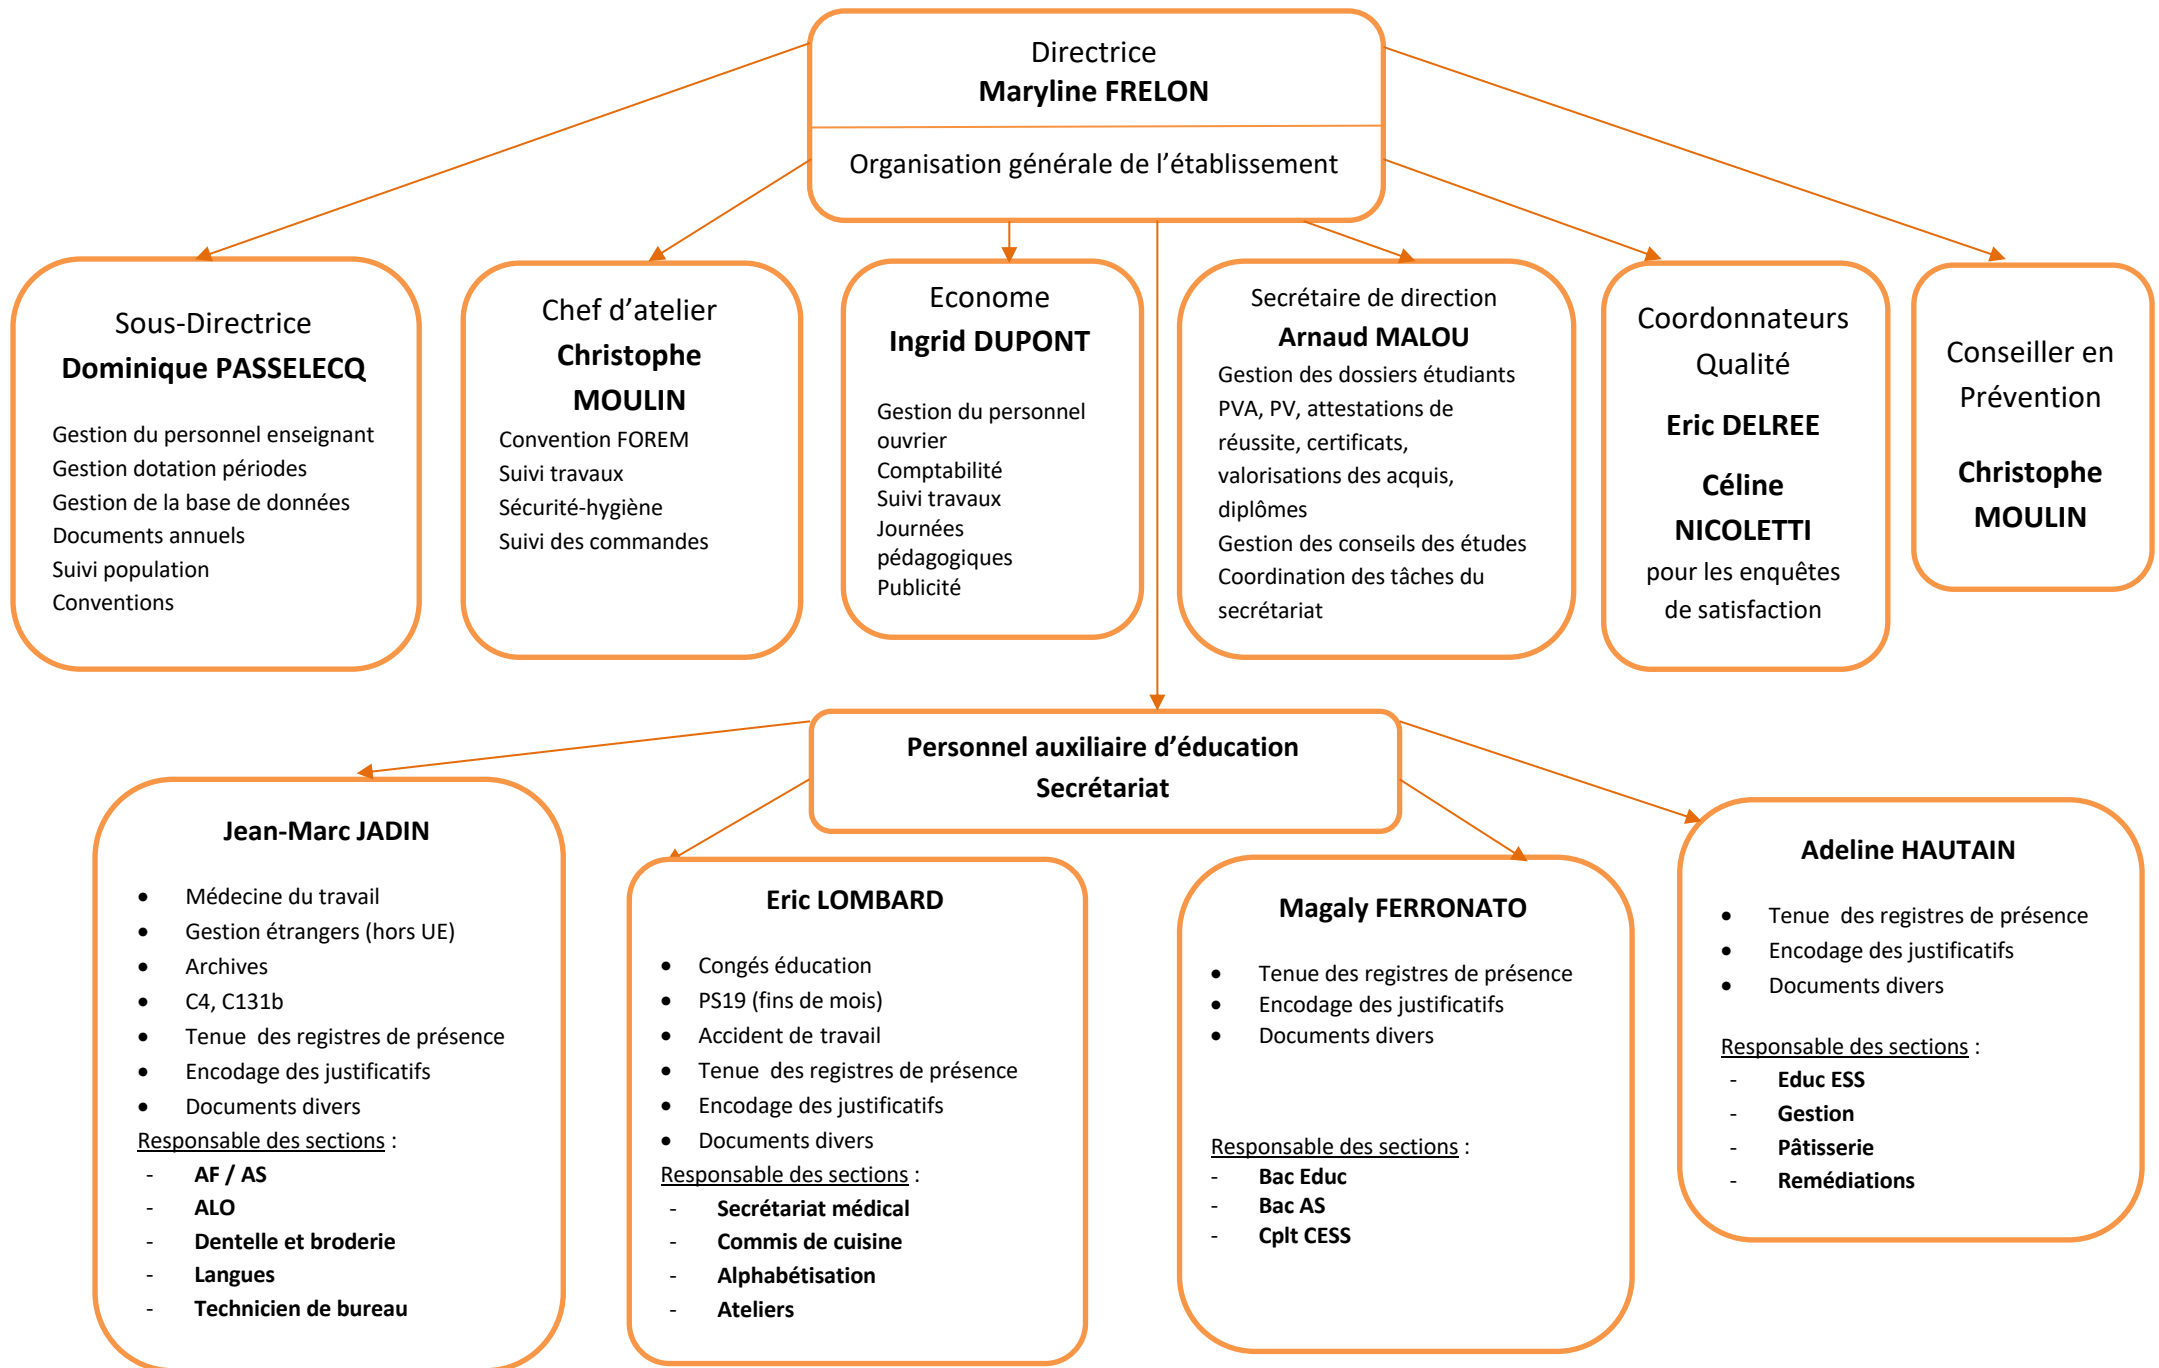 Directrice
Maryline FRELON
Organisation générale de l’établissement
Sous-Directrice
Dominique PASSELECQ
Gestion du personnel enseignant
Gestion dotation périodes
Gestion de la base de données
Documents annuels
Suivi population
Conventions
Chef d’atelier
Christophe
MOULIN
Convention FOREM
Suivi travaux
Sécurité-hygiène
Suivi des commandes
Econome
Ingrid DUPONT
Gestion du personnel
ouvrier
Comptabilité
Suivi travaux
Journées
pédagogiques
Publicité
Secrétaire de direction
Arnaud MALOU
Gestion des dossiers étudiants
PVA, PV, attestations de
réussite, certificats,
valorisations des acquis,
diplômes
Gestion des conseils des études
Coordination des tâches du
secrétariat
Coordonnateurs
Qualité
Eric DELREE
Céline
NICOLETTI
pour les enquêtes
de satisfaction
Conseiller en
Prévention
Christophe
MOULIN
Personnel auxiliaire d’éducation
Secrétariat
Jean-Marc JADIN
• Médecine du travail
• Gestion étrangers (hors UE)
• Archives
• C4, C131b
• Tenue des registres de présence
• Encodage des justificatifs
• Documents divers
Responsable des sections :
- AF / AS
- ALO
- Dentelle et broderie
- Langues
- Technicien de bureau
Eric LOMBARD
• Congés éducation
• PS19 (fins de mois)
• Accident de travail
• Tenue des registres de présence
• Encodage des justificatifs
• Documents divers
Responsable des sections :
- Secrétariat médical
- Commis de cuisine
- Alphabétisation
- Ateliers
Magaly FERRONATO
• Tenue des registres de présence
• Encodage des justificatifs
• Documents divers
Responsable des sections :
- Bac Educ
- Bac AS
- Cplt CESS
Adeline HAUTAIN
• Tenue des registres de présence
• Encodage des justificatifs
• Documents divers
Responsable des sections :
- Educ ESS
- Gestion
- Pâtisserie
- Remédiations